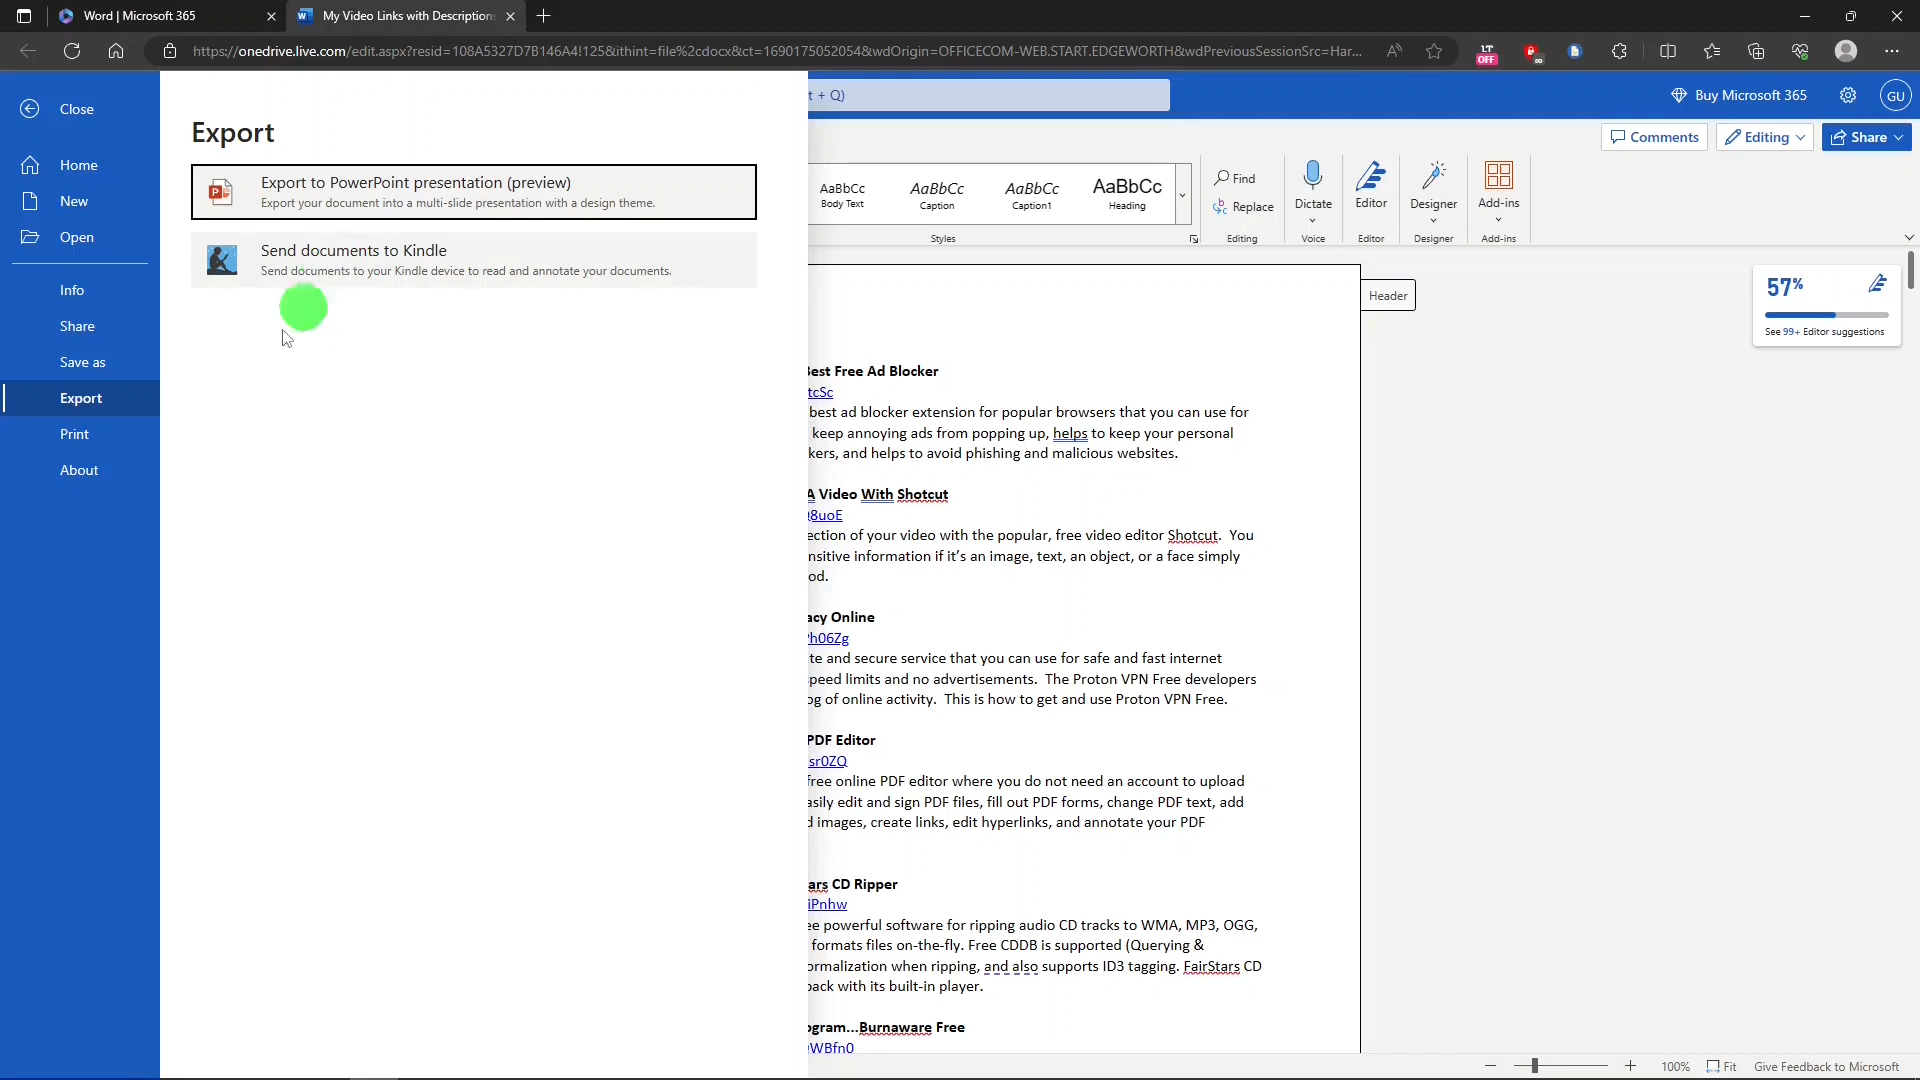 Word | Microsoft 365
My Video Links with Descriptions
https://onedrive.live.com/edit.aspx?resid=108A5327D7B146A4!125&ithint=file%2cdocx&ct=1690175052054&wdOrigin=OFFICECOM-WEB.START.EDGEWORTH&wdPreviousSessionSrc=Har...
OFF
Close
Home
New
Open
Info
Share
Save as
Export
Print
About
Export
Export to PowerPoint presentation (preview)
Export your document into a multi-slide presentation with a design theme.
Send documents to Kindle
Send documents to your Kindle device to read and annotate your documents.
t + Q)
Buy Microsoft 365
GU
Comments
Editing
Share
AaBbCc
Body Text
AaBbCc
Caption
AaBbCc
Caption1
AaBbCc
Heading
Styles
Find
Replace
Editing
Dictate
Voice
Editor
Editor
Designer
Designer
Add-ins
Add-ins
Header
57%
See 99+ Editor suggestions
Best Free Ad Blocker
tcSc
best ad blocker extension for popular browsers that you can use for
keep annoying ads from popping up, helps to keep your personal
kers, and helps to avoid phishing and malicious websites.
A Video With Shotcut
Q8uoE
ection of your video with the popular, free video editor Shotcut. You
nsitive information if it's an image, text, an object, or a face simply
od.
acy Online
h06Zg
te and secure service that you can use for safe and fast internet
speed limits and no advertisements. The Proton VPN Free developers
og of online activity. This is how to get and use Proton VPN Free.
PDF Editor
sr0ZQ
free online PDF editor where you do not need an account to upload
asily edit and sign PDF files, fill out PDF forms, change PDF text, add
d images, create links, edit hyperlinks, and annotate your PDF
ars CD Ripper
iPnhw
ee powerful software for ripping audio CD tracks to WMA, MP3, OGG,
formats files on-the-fly. Free CDDB is supported (Querying &
ormalization when ripping, and also supports ID3 tagging. FairStars CD
back with its built-in player.
ogram...Burnaware Free
WBfn0
100%
Fit
Give Feedback to Microsoft